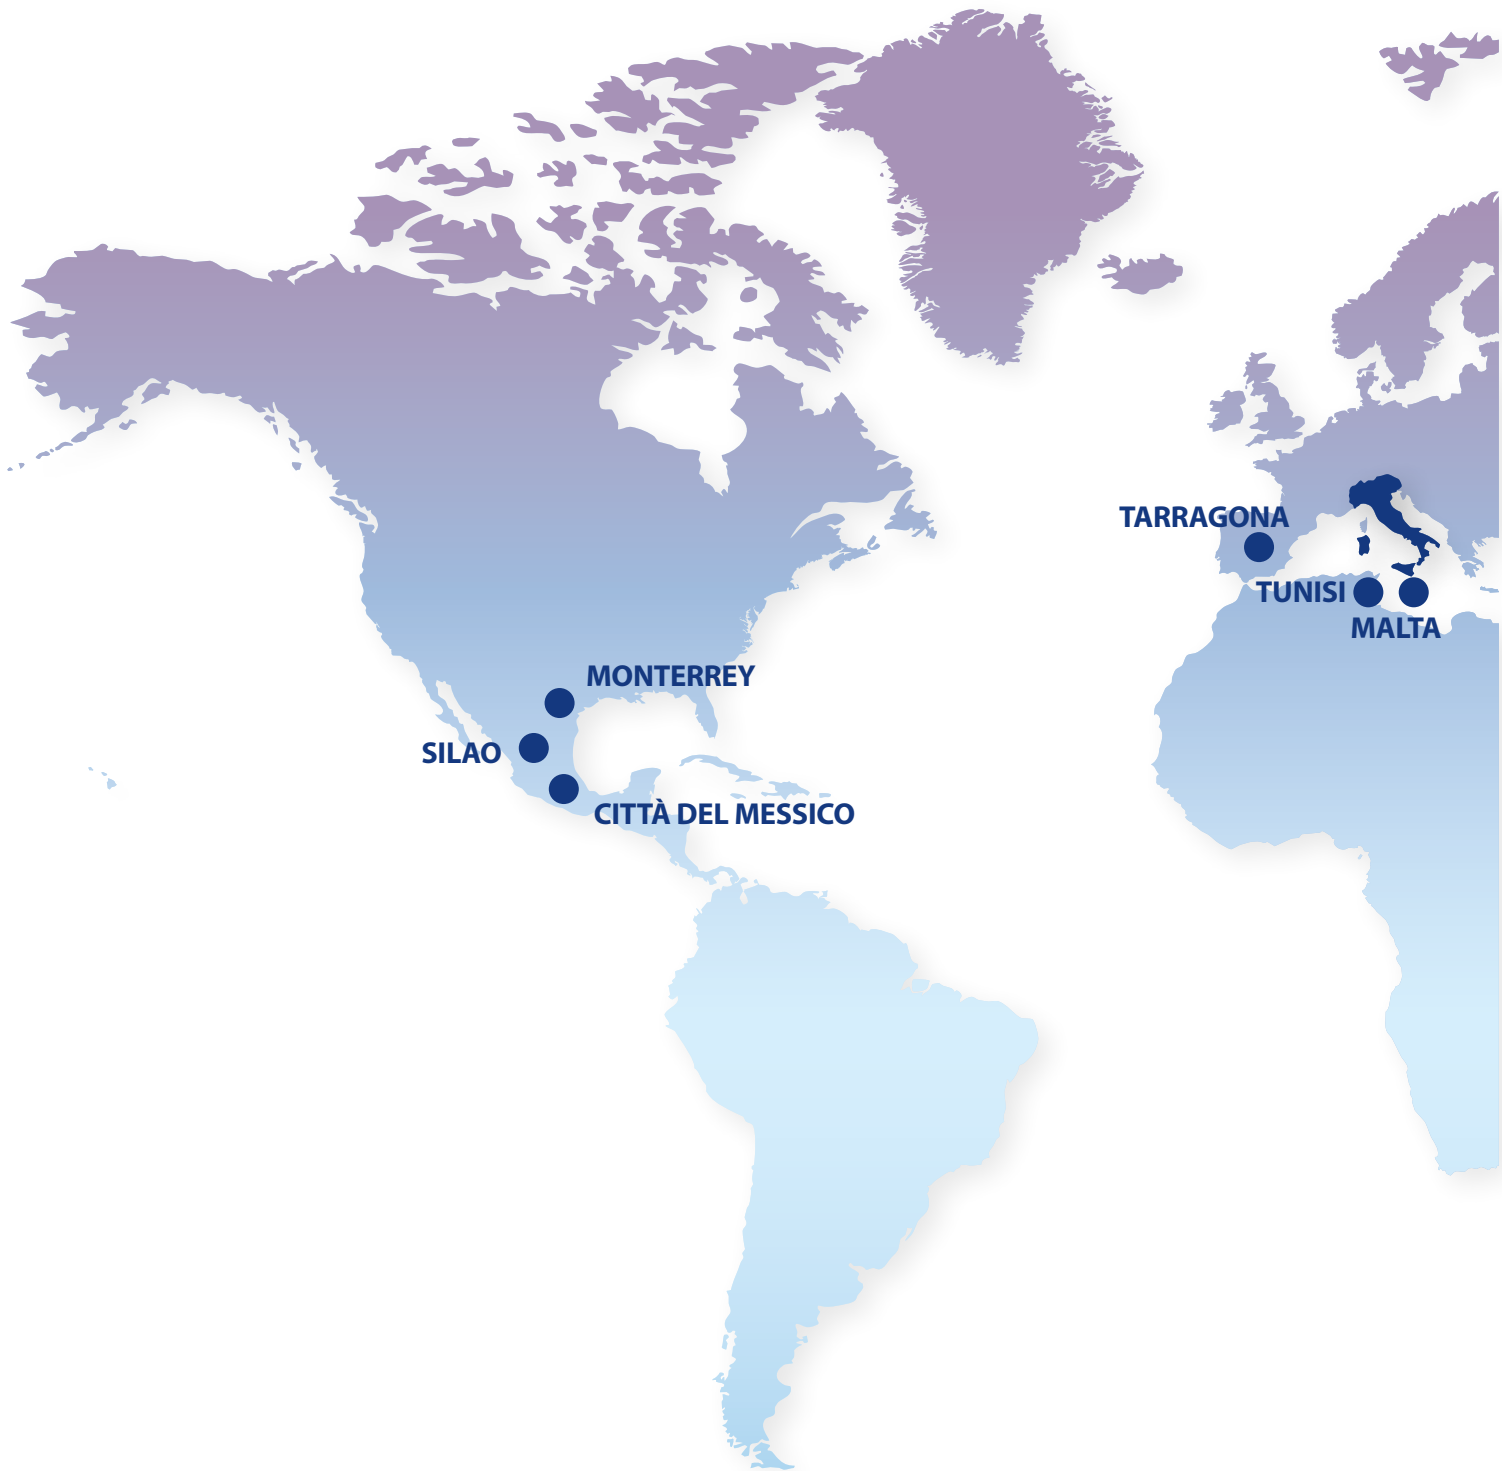 TARRAGONA
TUNISI
MALTA
MONTERREY
SILAO
CITTÀ DEL MESSICO